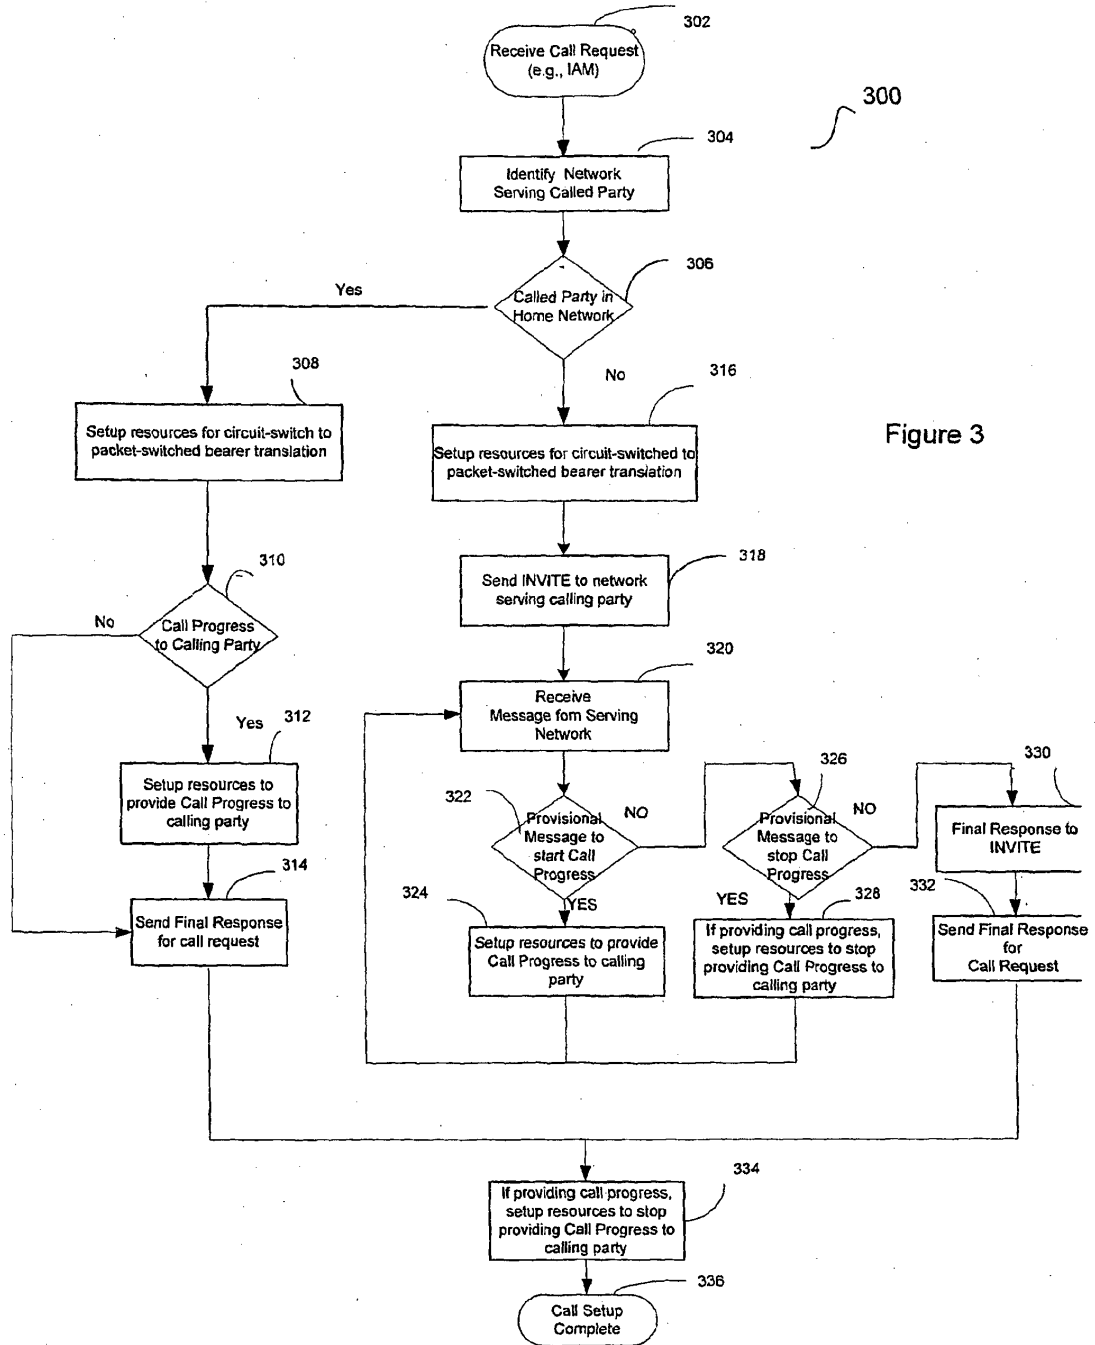 302
Receive Call Request
(e.g., IAM)
300
304
Identify Network
Serving Called Party
306
Called Party in
Home Network
Yes
No
308
Setup resources for circuit-switch to
packet-switched bearer translation
316
Setup resources for circuit-switched to
packet-switched bearer translation
Figure 3
310
Call Progress
to Calling Party
No
Yes
318
Send INVITE to network
serving calling party
320
Receive
Message fom Serving
Network
312
Setup resources to
provide Call Progress to
calling party
314
Send Final Response
for call request
322
Provisional
Message to
start Call
Progress
NO
YES
326
Provisional
Message to
stop Call
Progress
NO
YES
330
Final Response to
INVITE
324
Setup resources to provide
Call Progress to calling
party
328
If providing call progress,
setup resources to stop
providing Call Progress to
calling party
332
Send Final Response
for
Call Request
334
If providing call progress,
setup resources to stop
providing Call Progress to
calling party
336
Call Setup
Complete